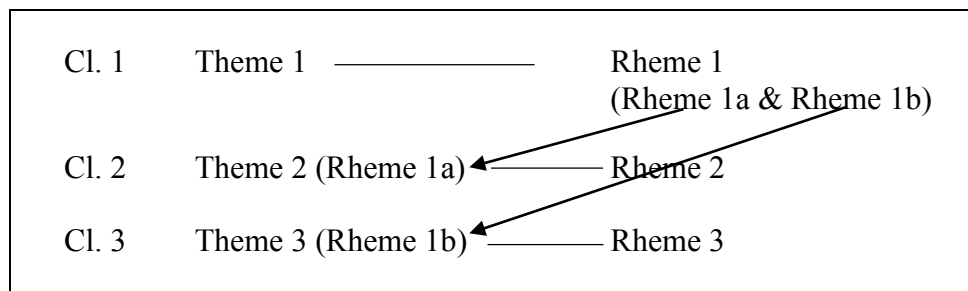 Cl. 1 Theme 1 Rheme 1
(Rheme 1a & Rheme 1b)
Cl. 2 Theme 2 (Rheme 1a) Rheme 2
Cl. 3 Theme 3 (Rheme 1b) Rheme 3